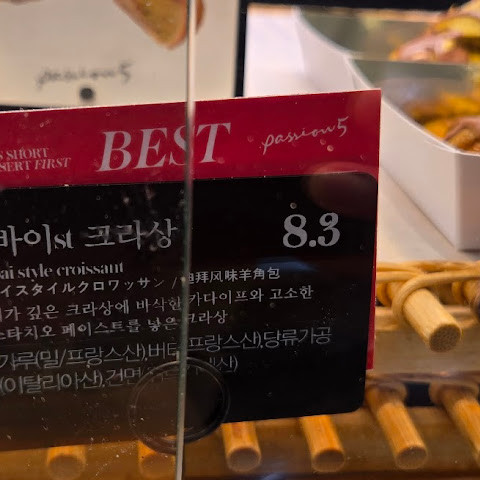 passion5
S SHORT
SERT FIRST
BEST
passion5
바이st 크라상
8.3
ai style croissant
イスタイルクロワッサン / 迪拜风味羊角包
가 깊은 크라상에 바삭한 카다이프와 고소한
스타치오 페이스트를 넣은 크라상
가루(밀/프랑스산),버터 프랑스산),당류가공
(이탈리아산),건면